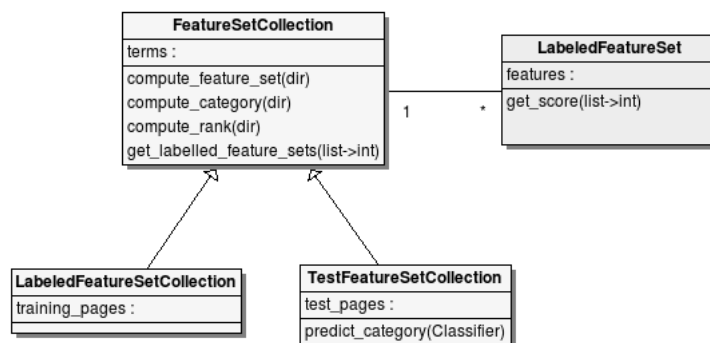 FeatureSetCollection
terms :
compute_feature_set(dir)
compute_category(dir)
compute_rank(dir)
get_labelled_feature_sets(list->int)
LabeledFeatureSet
features :
get_score(list->int)
1
*
LabeledFeatureSetCollection
training_pages :
TestFeatureSetCollection
test_pages :
predict_category(Classifier)